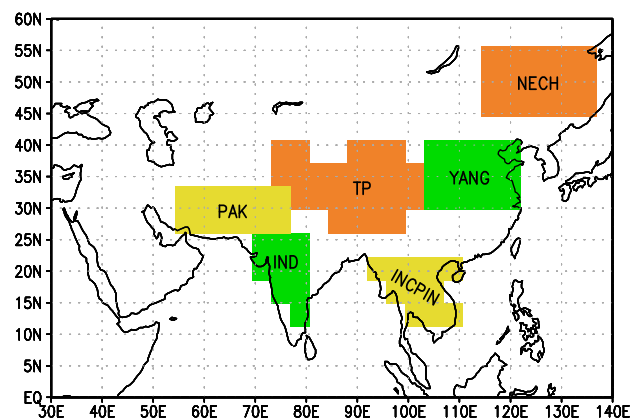 60N
55N
50N
45N
40N
35N
30N
25N
20N
15N
10N
5N
EQ
NECH
YANG
TP
PAK
IND
INCPIN
30E 40E 50E 60E 70E 80E 90E 100E 110E 120E 130E 140E